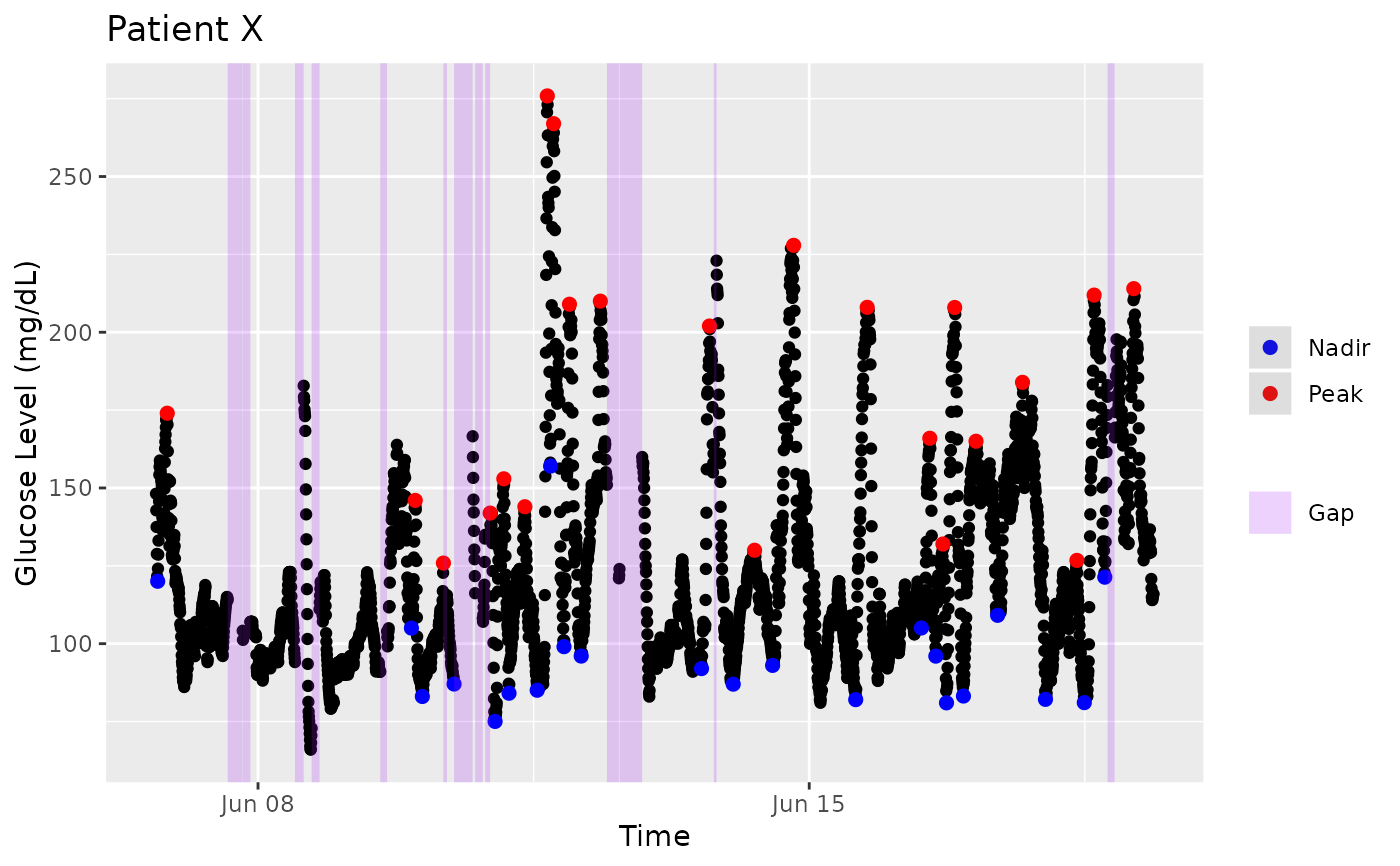 Patient X
Glucose Level (mg/dL)
250
200
150
100
Jun 08
Jun 15
Time
Nadir
Peak
Gap